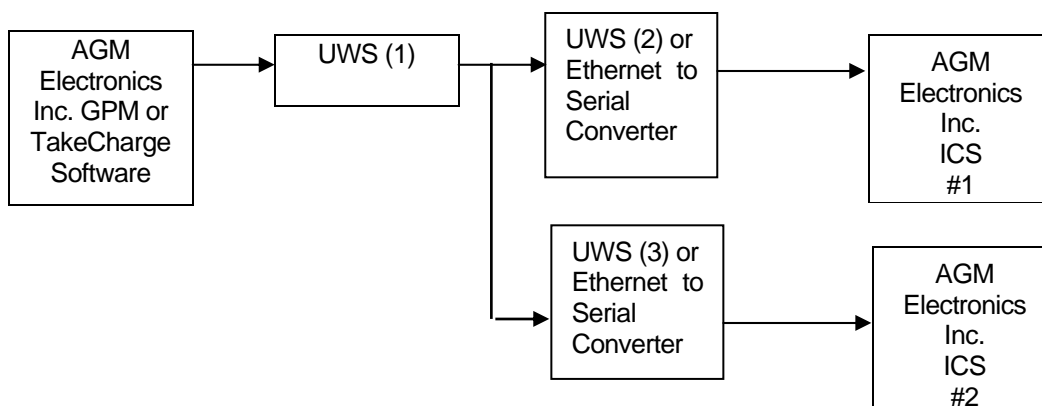 AGM
Electronics
Inc. GPM or
TakeCharge
Software
UWS (1)
UWS (2) or
Ethernet to
Serial
Converter
AGM
Electronics
Inc.
ICS
#1
UWS (3) or
Ethernet to
Serial
Converter
AGM
Electronics
Inc.
ICS
#2